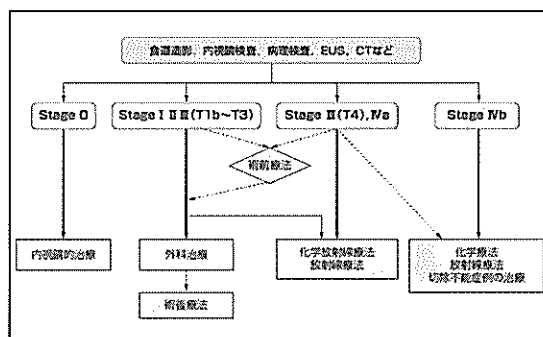 食道造影、内視鏡検査、病理検査、EUS、CTなど
Stage 0
Stage Ⅰ Ⅱ Ⅲ(T1b~T3)
Stage Ⅲ(T4),Ⅳa
Stage Ⅳb
術前療法
内視鏡的治療
外科治療
化学放射線療法
放射線療法
化学療法
放射線療法
切除不能症例の治療
術後療法